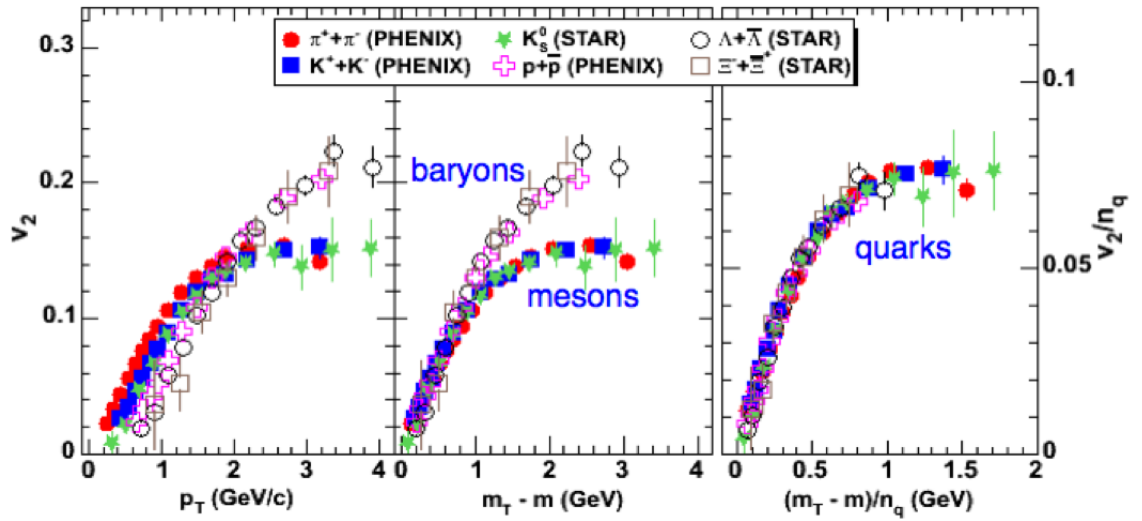 π⁺+π⁻ (PHENIX) K⁰_S (STAR) Λ+Λ̅ (STAR)
K⁺+K⁻ (PHENIX) p+p̅ (PHENIX) Ξ⁻+Ξ̅⁺ (STAR)
0.3
0.2
0.1
0
v₂
baryons
mesons
quarks
0.1
0.05
0
v₂/n_q
0 1 2 3 4 0 1 2 3 4 0 0.5 1 1.5 2
p_T (GeV/c) m_T - m (GeV) (m_T - m)/n_q (GeV)